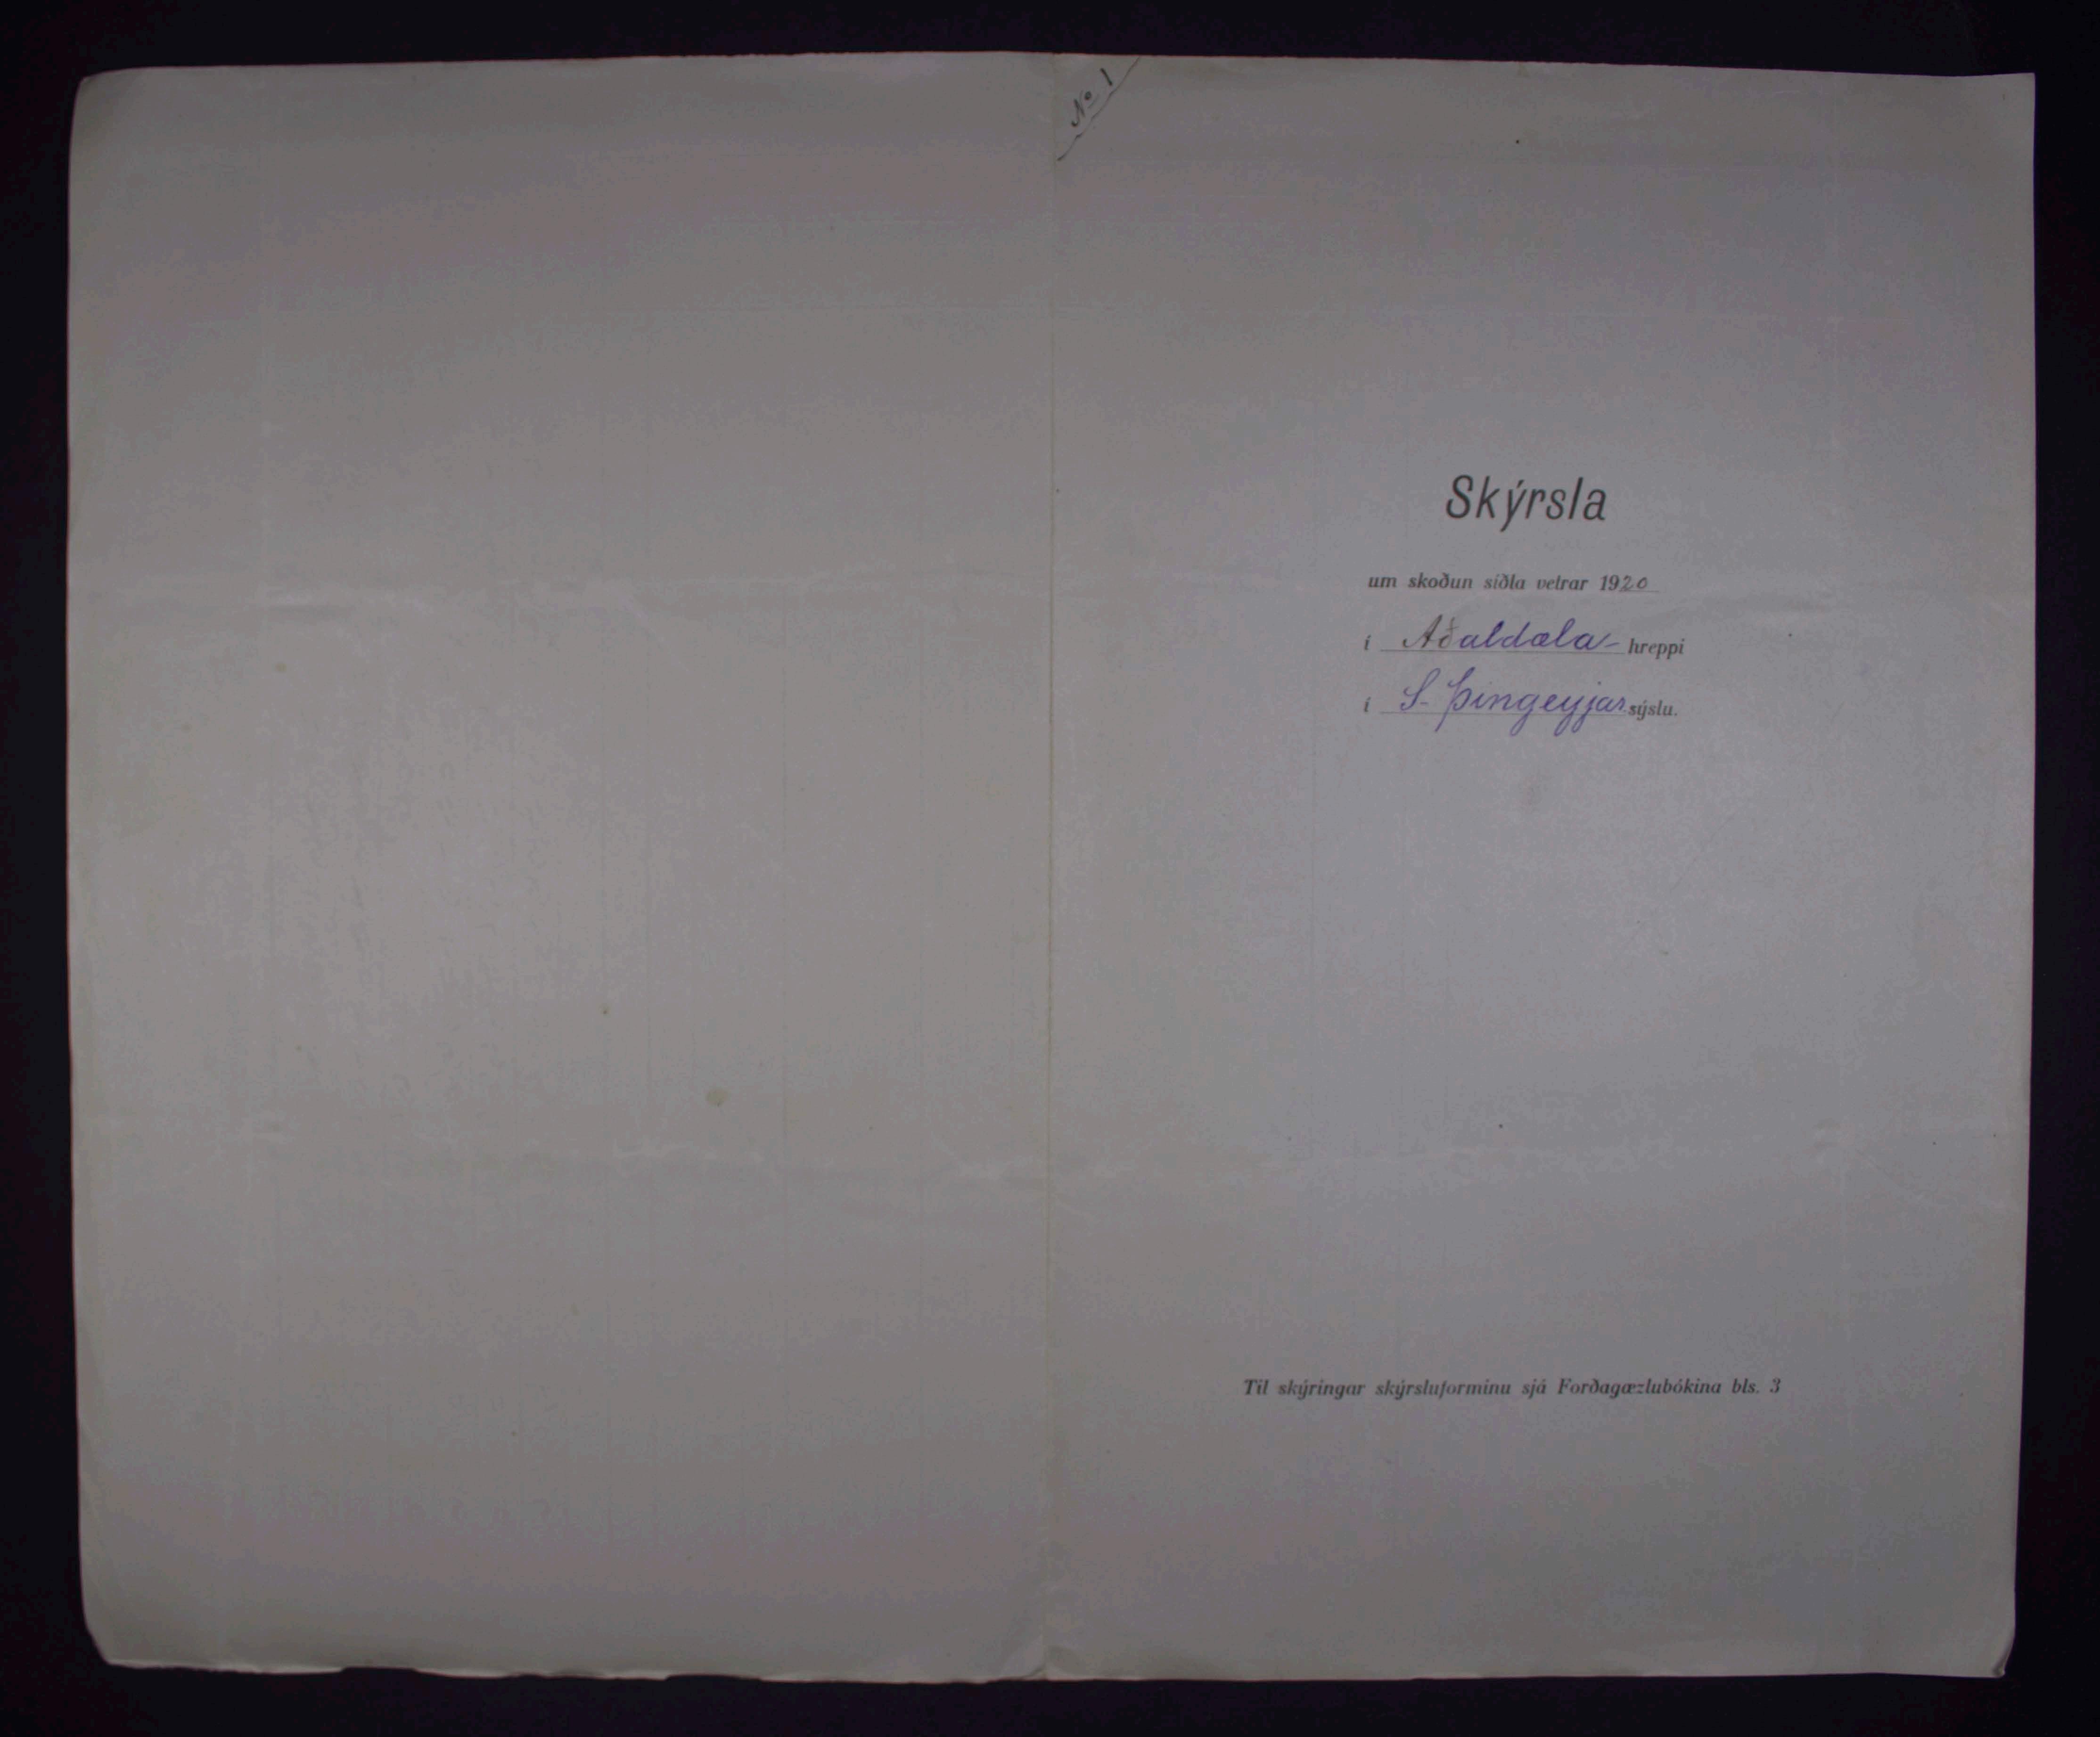 No 1
Skýrsla
um skoðun síðla vetrar 1920
í Aðaldæla- hreppi
í S- Þingeyjar sýslu.
Til skýringar skýrsluforminu sjá Forðagæzlubókina bls. 3